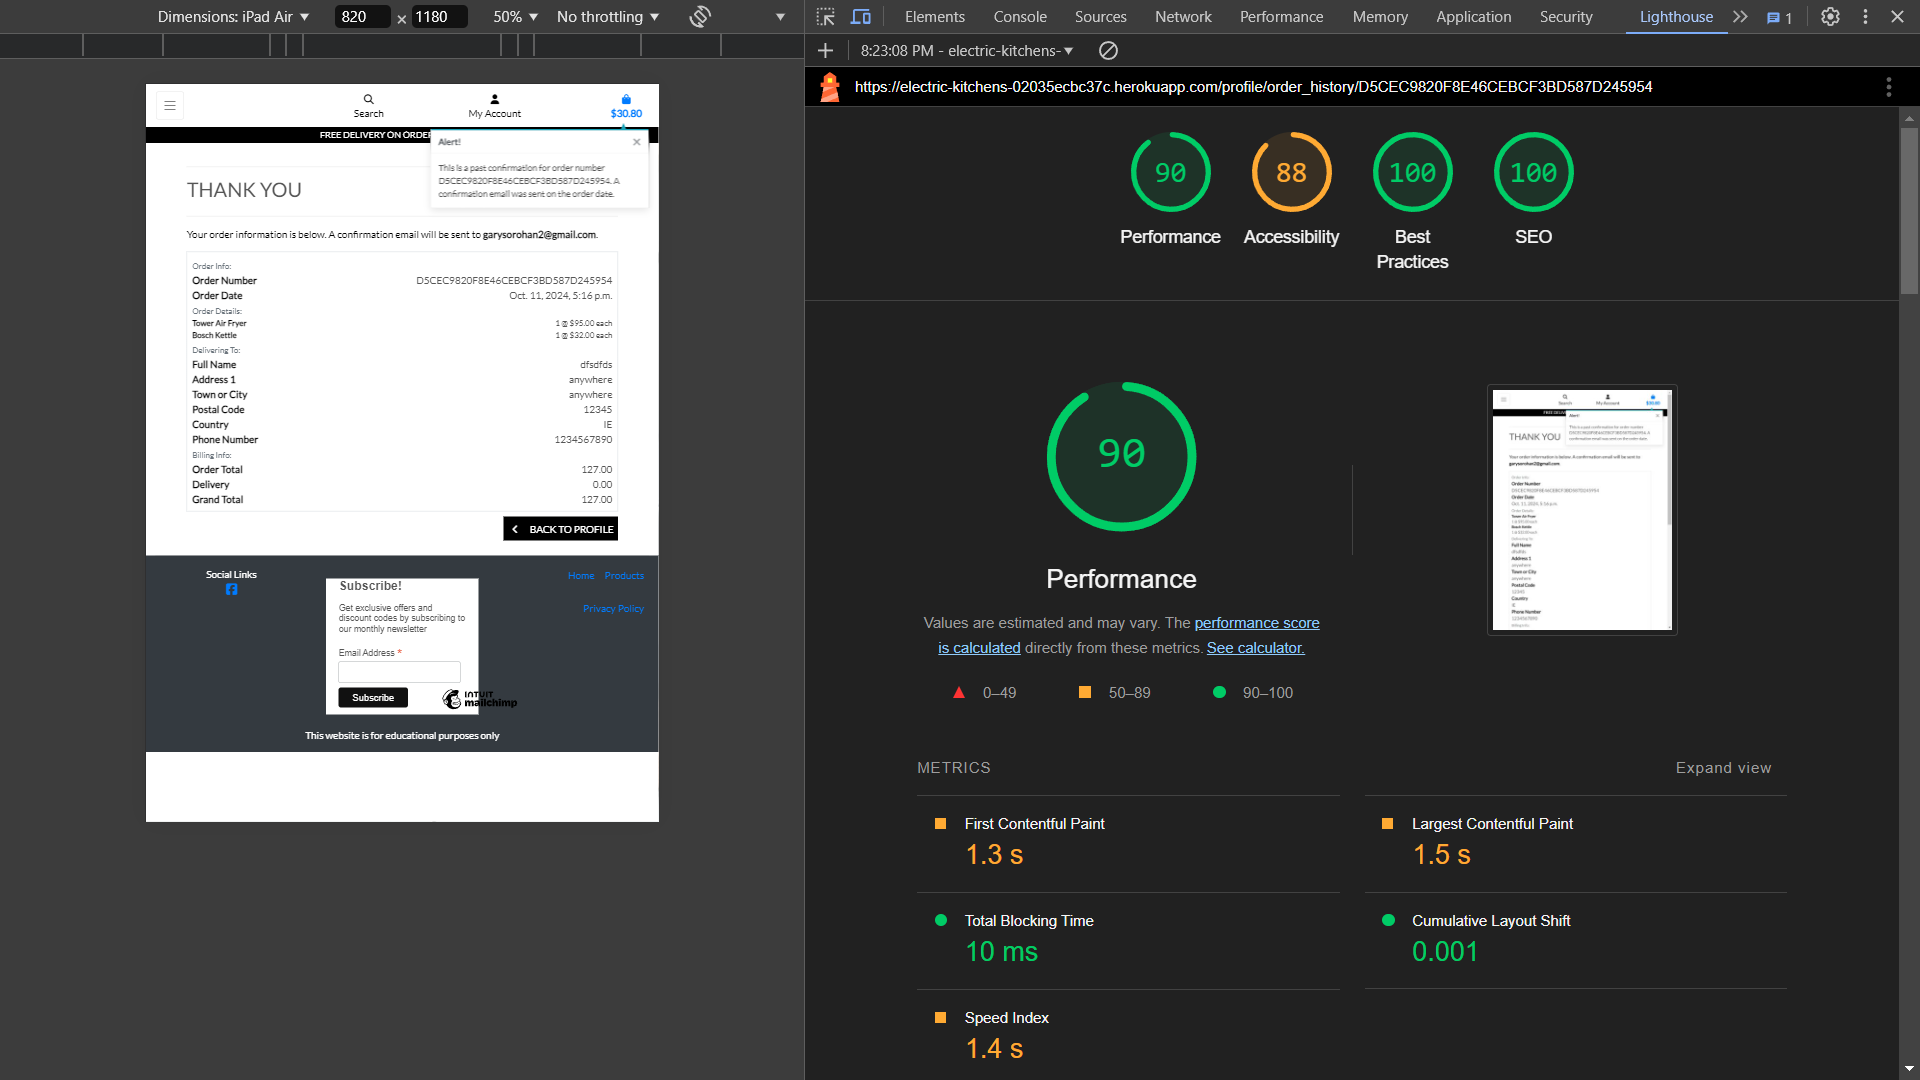 Dimensions: iPad Air ▼ 820 × 1180 50% ▼ No throttling ▼
Search
My Account
$30.80
FREE DELIVERY ON ORDER
Alert!
This is a past confirmation for order number
D5CEC9820F8E46CEBCF3BD587D245954. A
confirmation email was sent on the order date.
THANK YOU
Your order information is below. A confirmation email will be sent to garysorohan2@gmail.com.
Order Info:
Order Number D5CEC9820F8E46CEBCF3BD587D245954
Order Date Oct. 11, 2024, 5:16 p.m.
Order Details:
Tower Air Fryer 1 @ $95.00 each
Bosch Kettle 1 @ $32.00 each
Delivering To:
Full Name dfsdfds
Address 1 anywhere
Town or City anywhere
Postal Code 12345
Country IE
Phone Number 1234567890
Billing Info:
Order Total 127.00
Delivery 0.00
Grand Total 127.00
BACK TO PROFILE
Social Links
Subscribe!
Get exclusive offers and
discount codes by subscribing to
our monthly newsletter
Email Address *
Subscribe
INTUIT
mailchimp
Home Products
Privacy Policy
This website is for educational purposes only
Elements Console Sources Network Performance Memory Application Security Lighthouse 1
8:23:08 PM - electric-kitchens-
https://electric-kitchens-02035ecbc37c.herokuapp.com/profile/order_history/D5CEC9820F8E46CEBCF3BD587D245954
90 88 100 100
Performance Accessibility Best Practices SEO
90
Performance
Values are estimated and may vary. The performance score
is calculated directly from these metrics. See calculator.
0–49 50–89 90–100
METRICS Expand view
First Contentful Paint
1.3 s
Largest Contentful Paint
1.5 s
Total Blocking Time
10 ms
Cumulative Layout Shift
0.001
Speed Index
1.4 s
THANK YOU